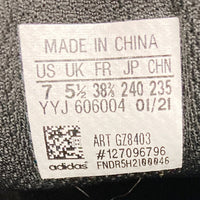 MADE IN CHINA
US UK FR JP CHN
7 5½ 38⅔ 240 235
YYJ 606004 01/21
ART GZ8403
#127096796
adidas FNDR5H2100046